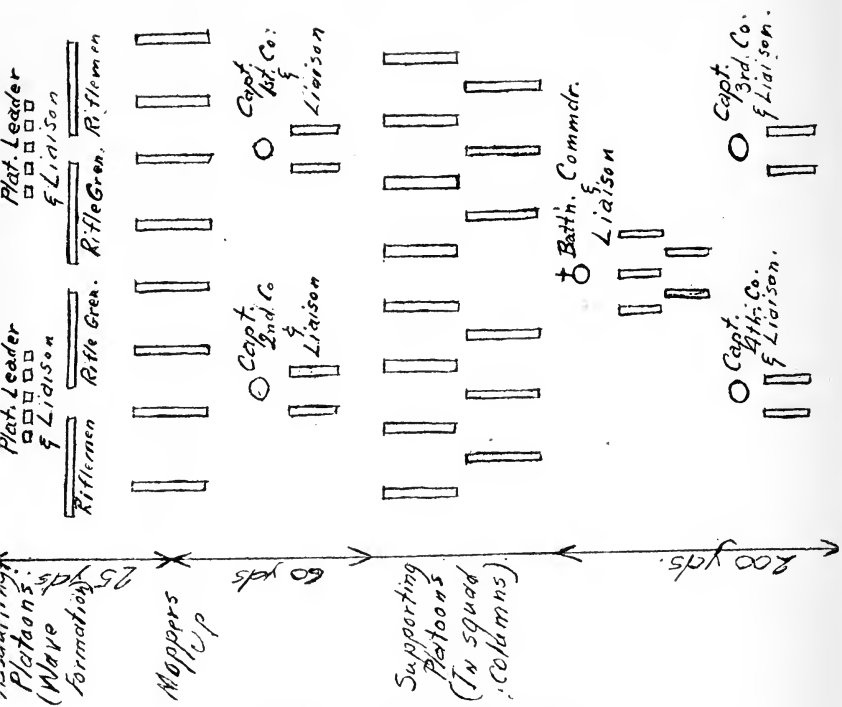 Plat. Leader
& Liaison
Plat. Leader
& Liaison
Riflemen
Rifle Gren.
Rifle Gren.
Riflemen
Platoons.
(Wave
Formation)
25 yds
Moppers
Up
60 yds
Capt.
2nd. Co
&
Liaison
Capt.
1st. Co:
&
Liaison
Supporting
Platoons
(In squad
columns).
Batt'n. Commdr.
&
Liaison
200 yds.
Capt.
4th. Co.
& Liaison.
Capt.
3rd. Co.
& Liaison.